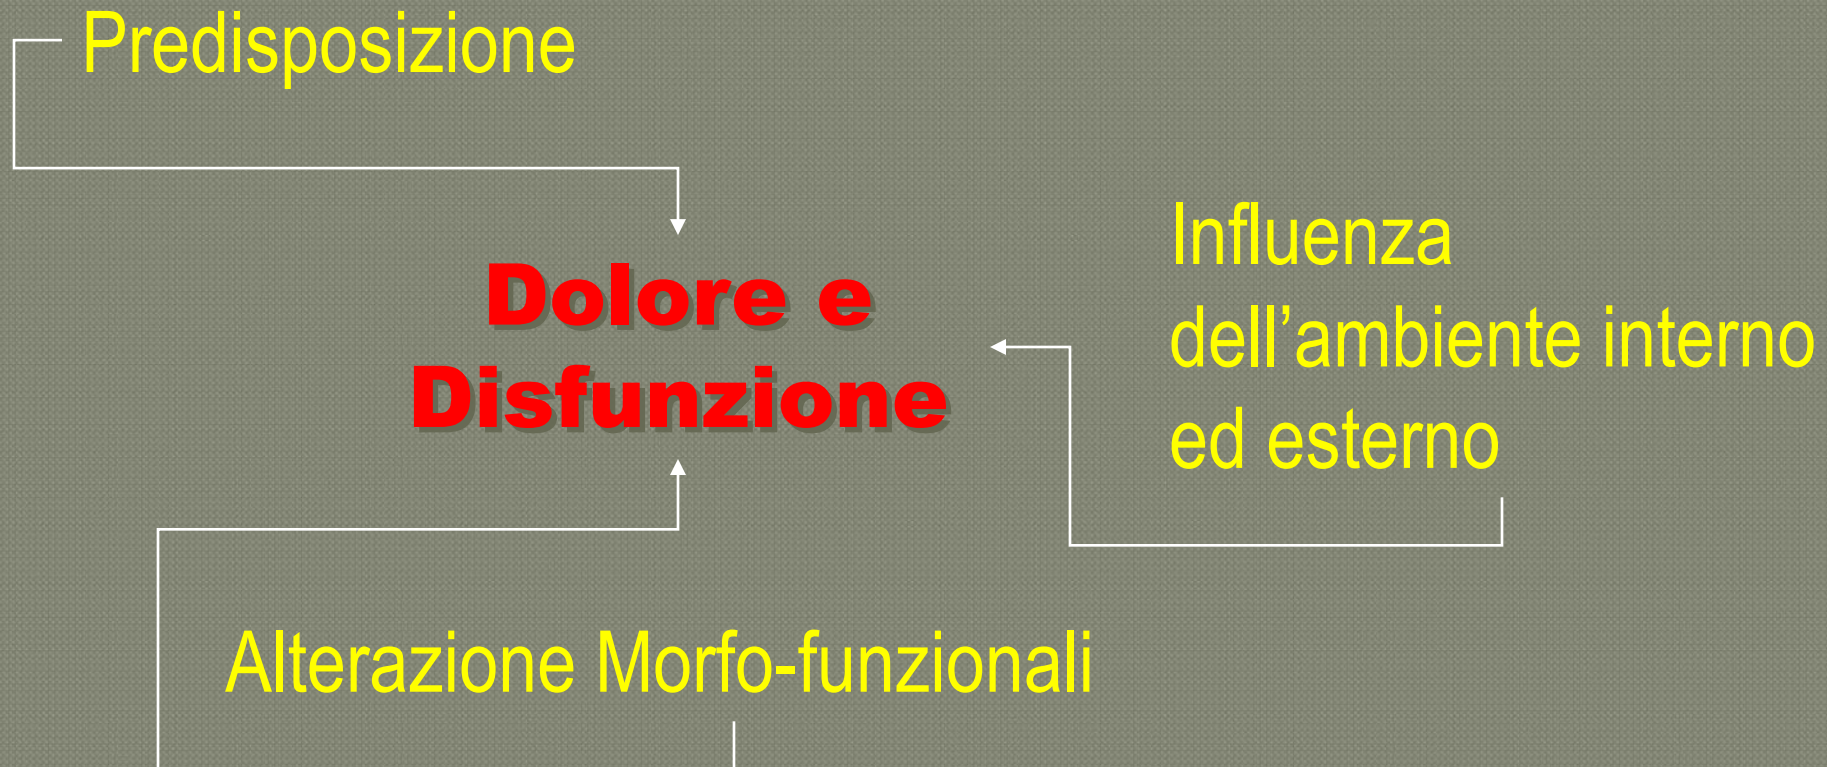 Predisposizione
Dolore e
Disfunzione
Influenza
dell’ambiente interno
ed esterno
Alterazione Morfo-funzionali